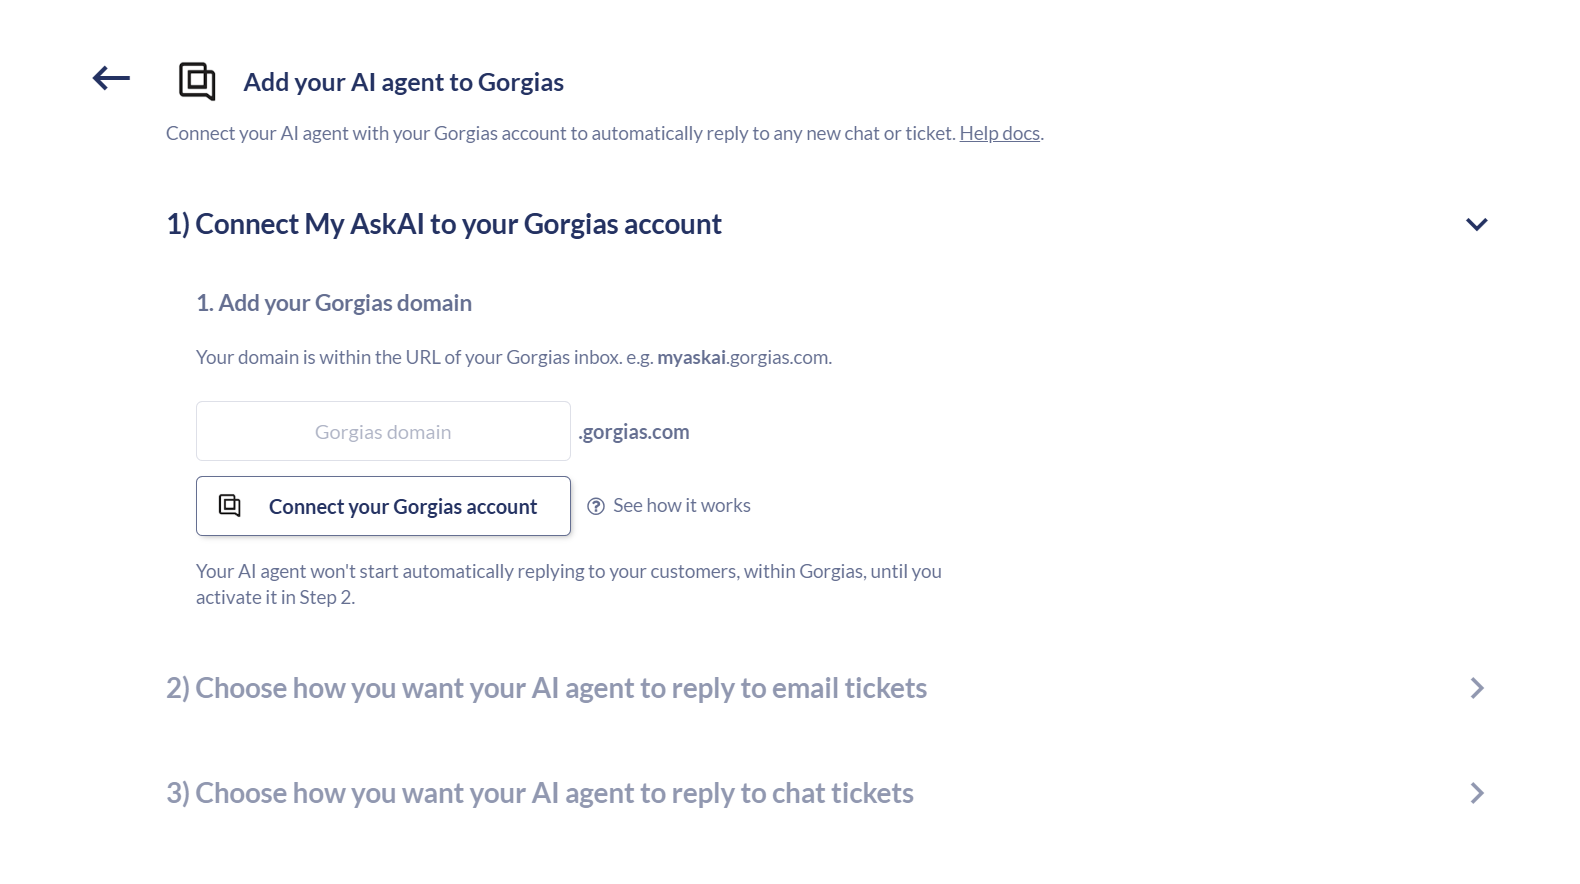 Add your AI agent to Gorgias
Connect your AI agent with your Gorgias account to automatically reply to any new chat or ticket. Help docs.
1) Connect My AskAI to your Gorgias account
1. Add your Gorgias domain
Your domain is within the URL of your Gorgias inbox. e.g. myaskai.gorgias.com.
Gorgias domain .gorgias.com
Connect your Gorgias account See how it works
Your AI agent won't start automatically replying to your customers, within Gorgias, until you
activate it in Step 2.
2) Choose how you want your AI agent to reply to email tickets
3) Choose how you want your AI agent to reply to chat tickets